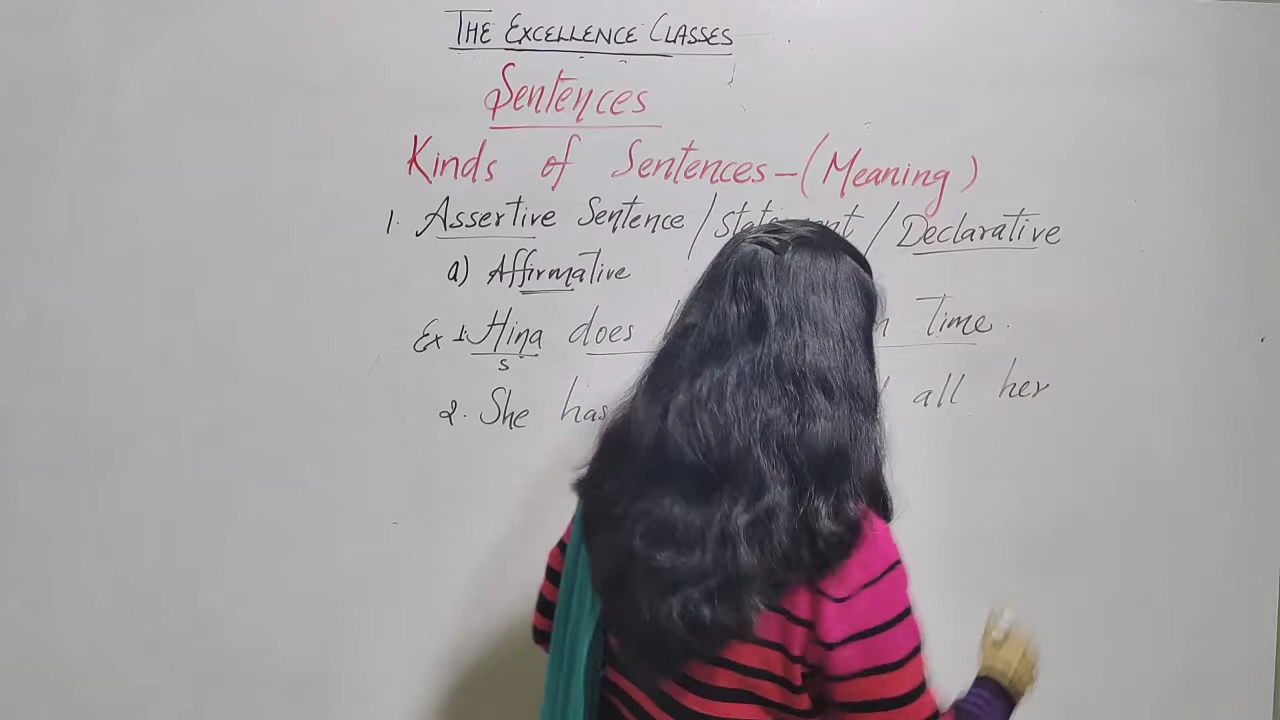 THE EXCELLENCE CLASSES
Sentences
Kinds of Sentences - (Meaning)
1. Assertive Sentence / / Declarative
a) Affirmative
Ex 1. Hina does Time.
S
2. She has all her